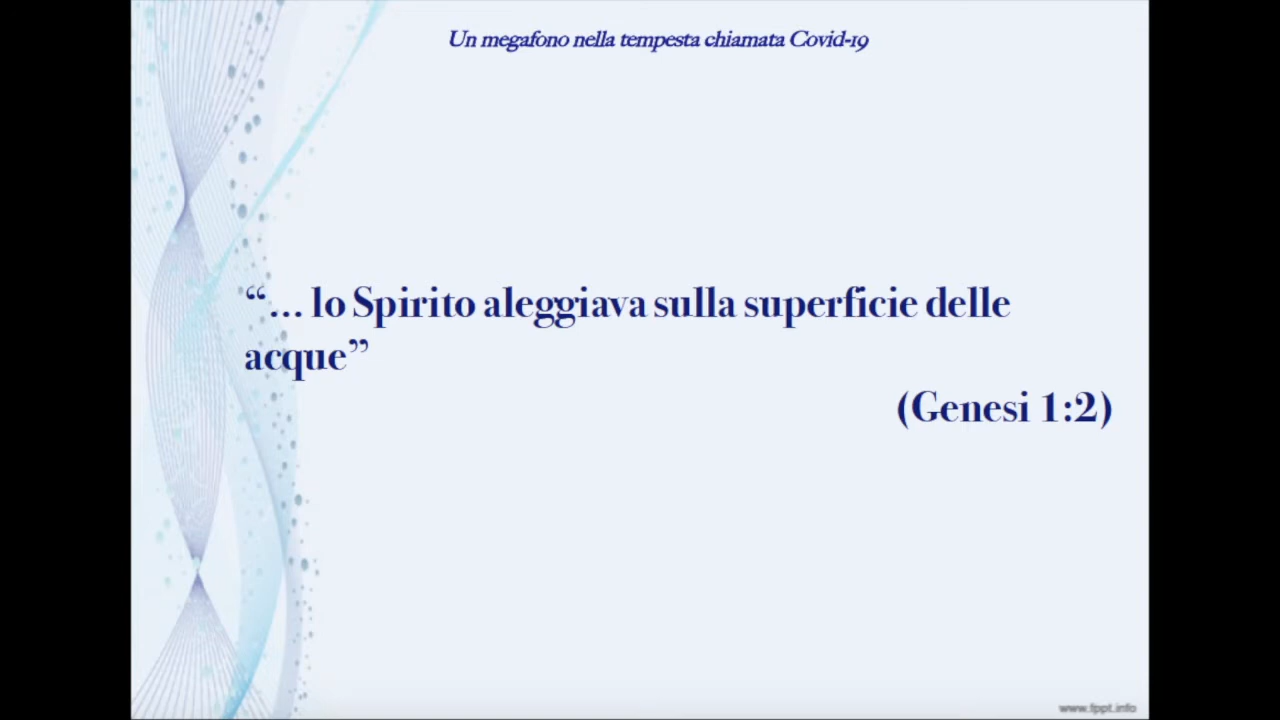 Un megafono nella tempesta chiamata Covid-19
“... lo Spirito aleggiava sulla superficie delle
acque”
(Genesi 1:2)
www.fppt.info